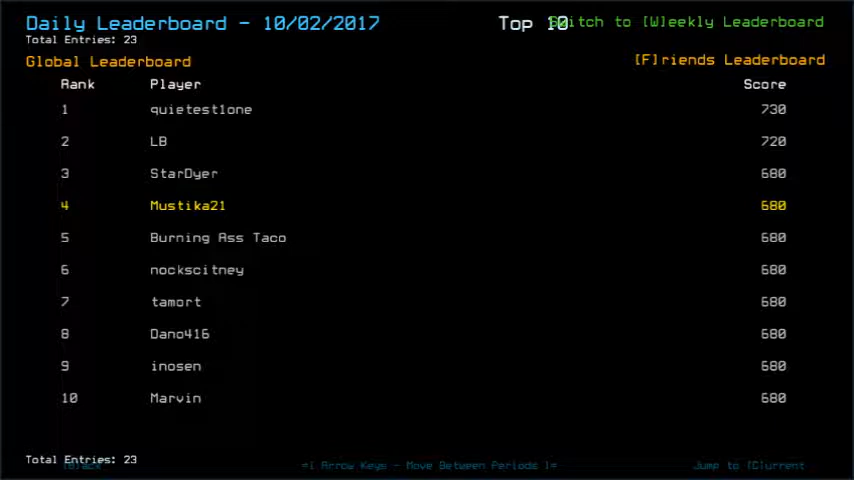 Daily Leaderboard - 10/02/2017 Top 10 Switch to [W]eekly Leaderboard
Total Entries: 23
Global Leaderboard [F]riends Leaderboard
Rank Player Score
1 quietest1one 730
2 LB 720
3 StarDyer 680
4 Mustika21 680
5 Burning Ass Taco 680
6 nockscitney 680
7 tamort 680
8 Dano416 680
9 inosen 680
10 Marvin 680
Total Entries: 23
[B]ack =[ Arrow Keys - Move Between Periods ]= Jump to [C]urrent